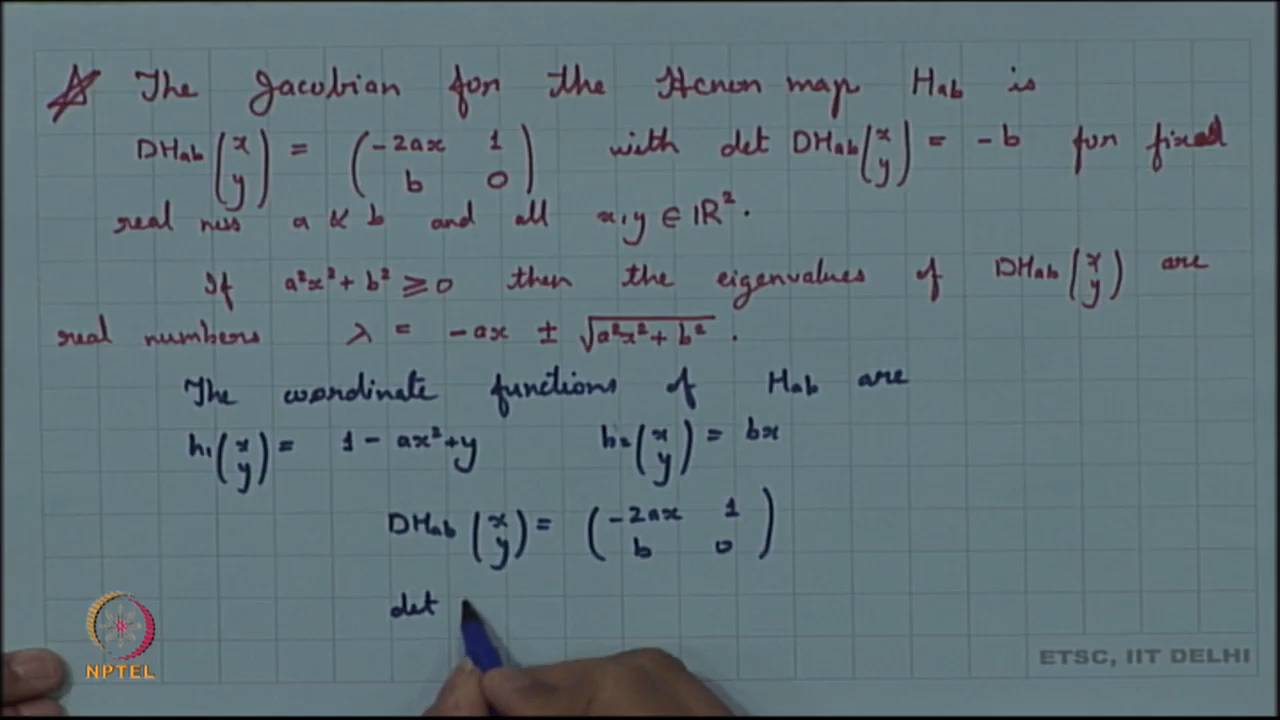 The Jacobian for the Henon map Hab is
DHab (x y) = (-2ax 1 b 0) with det DHab (x y) = -b for fixed
real nos a & b and all x, y ∈ ℝ².
If a²x² + b² ⩾ 0 then the eigenvalues of DHab (x y) are
real numbers λ = -ax ± √a²x² + b² .
The coordinate functions of Hab are
h₁ (x y) = 1 - ax² + y h₂ (x y) = bx
DHab (x y) = (-2ax 1 b 0)
det
NPTEL
ETSC, IIT DELHI